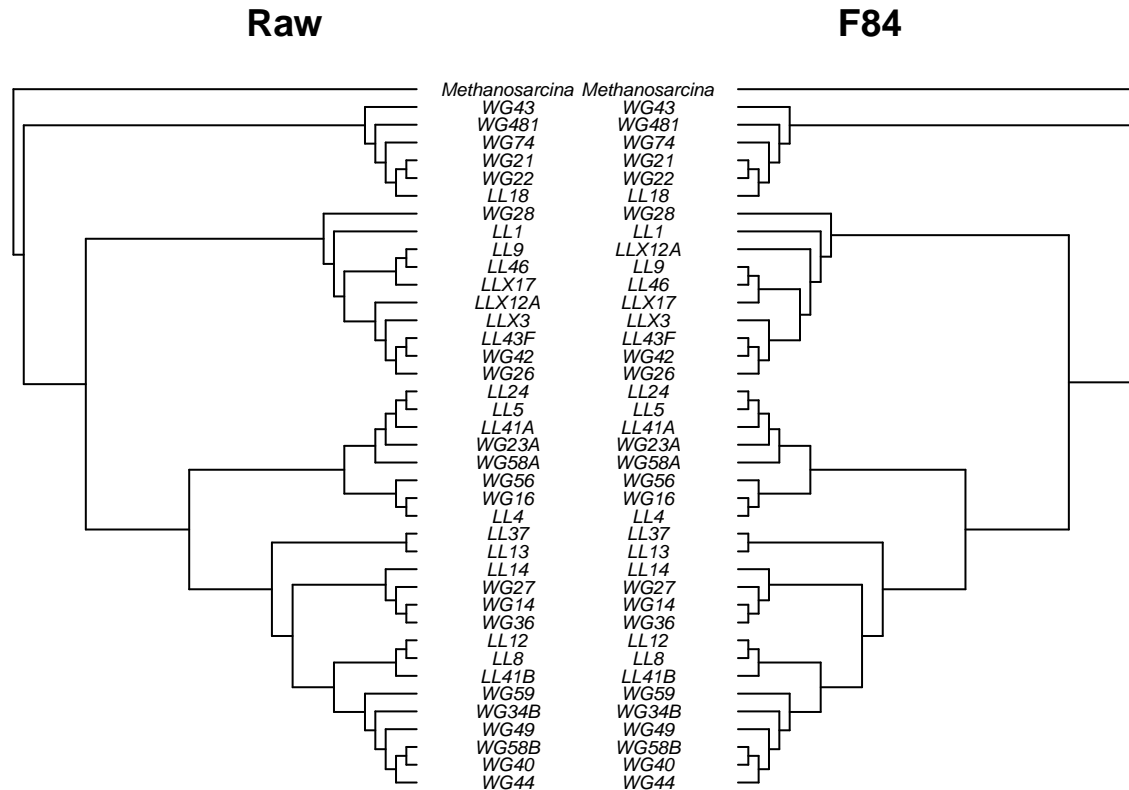 Raw F84
Methanosarcina Methanosarcina
WG43 WG43
WG481 WG481
WG74 WG74
WG21 WG21
WG22 WG22
LL18 LL18
WG28 WG28
LL1 LL1
LL9 LLX12A
LL46 LL9
LLX17 LL46
LLX12A LLX17
LLX3 LLX3
LL43F LL43F
WG42 WG42
WG26 WG26
LL24 LL24
LL5 LL5
LL41A LL41A
WG23A WG23A
WG58A WG58A
WG56 WG56
WG16 WG16
LL4 LL4
LL37 LL37
LL13 LL13
LL14 LL14
WG27 WG27
WG14 WG14
WG36 WG36
LL12 LL12
LL8 LL8
LL41B LL41B
WG59 WG59
WG34B WG34B
WG49 WG49
WG58B WG58B
WG40 WG40
WG44 WG44